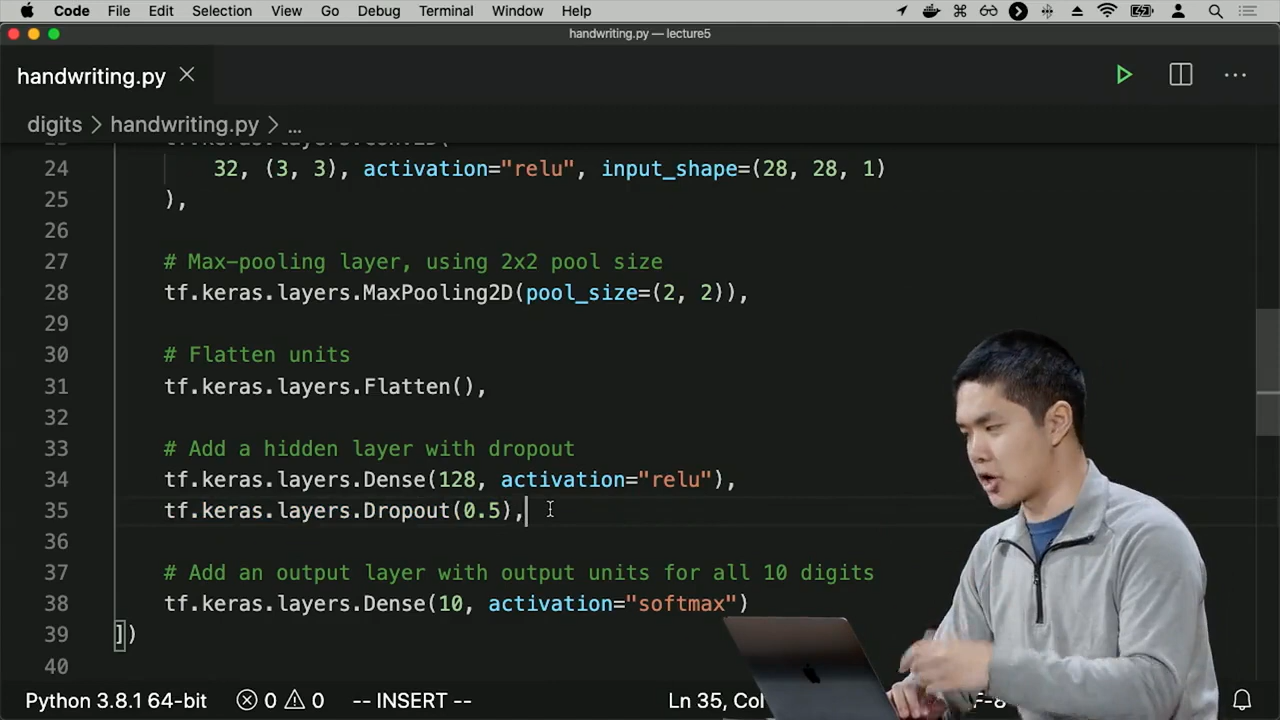 Code File Edit Selection View Go Debug Terminal Window Help
handwriting.py — lecture5
handwriting.py
digits > handwriting.py > ...
24 32, (3, 3), activation="relu", input_shape=(28, 28, 1)
25 ),
26
27 # Max-pooling layer, using 2x2 pool size
28 tf.keras.layers.MaxPooling2D(pool_size=(2, 2)),
29
30 # Flatten units
31 tf.keras.layers.Flatten(),
32
33 # Add a hidden layer with dropout
34 tf.keras.layers.Dense(128, activation="relu"),
35 tf.keras.layers.Dropout(0.5),
36
37 # Add an output layer with output units for all 10 digits
38 tf.keras.layers.Dense(10, activation="softmax")
39 ])
40
Python 3.8.1 64-bit 0 0 -- INSERT -- Ln 35, Col